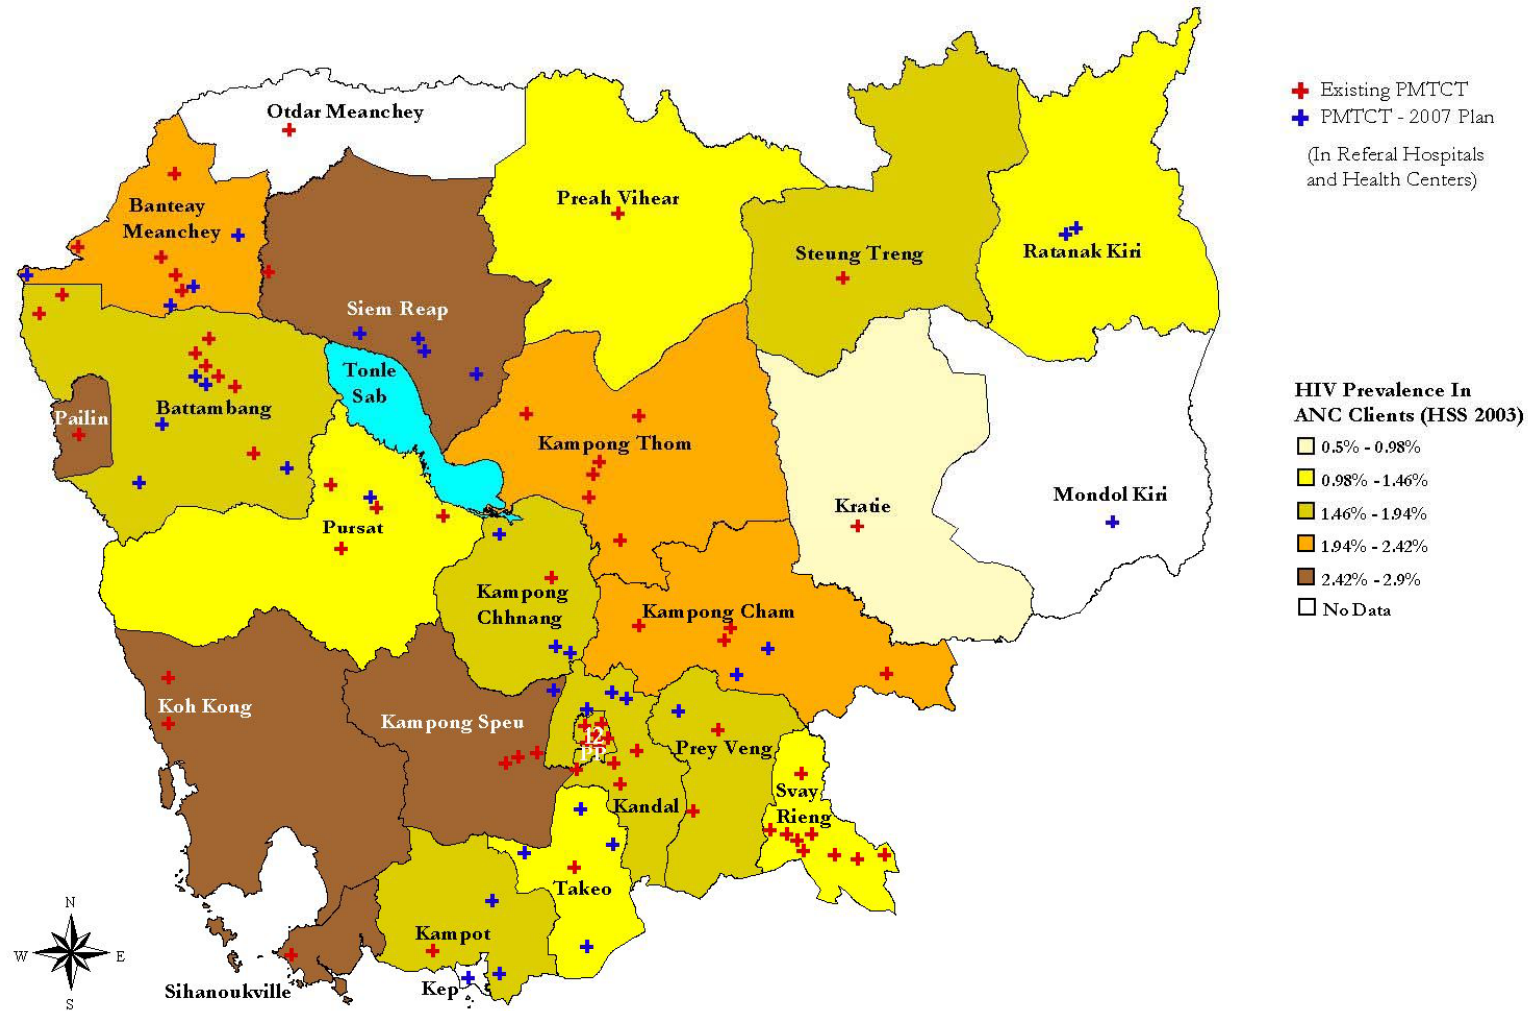 Otdar Meanchey
Existing PMTCT
PMTCT - 2007 Plan
(In Referal Hospitals
and Health Centers)
Banteay
Meanchey
Preah Vihear
Steung Treng
Ratanak Kiri
Siem Reap
Tonle
Sab
Pailin
Battambang
Kampong Thom
HIV Prevalence In
ANC Clients (HSS 2003)
0.5% - 0.98%
0.98% - 1.46%
1.46% - 1.94%
1.94% - 2.42%
2.42% - 2.9%
No Data
Pursat
Kratie
Mondol Kiri
Kampong
Chhnang
Kampong Cham
Koh Kong
Kampong Speu
12
PP
Prey Veng
Kandal
Svay
Rieng
Takeo
Kampot
Kep
Sihanoukville
N
W
E
S